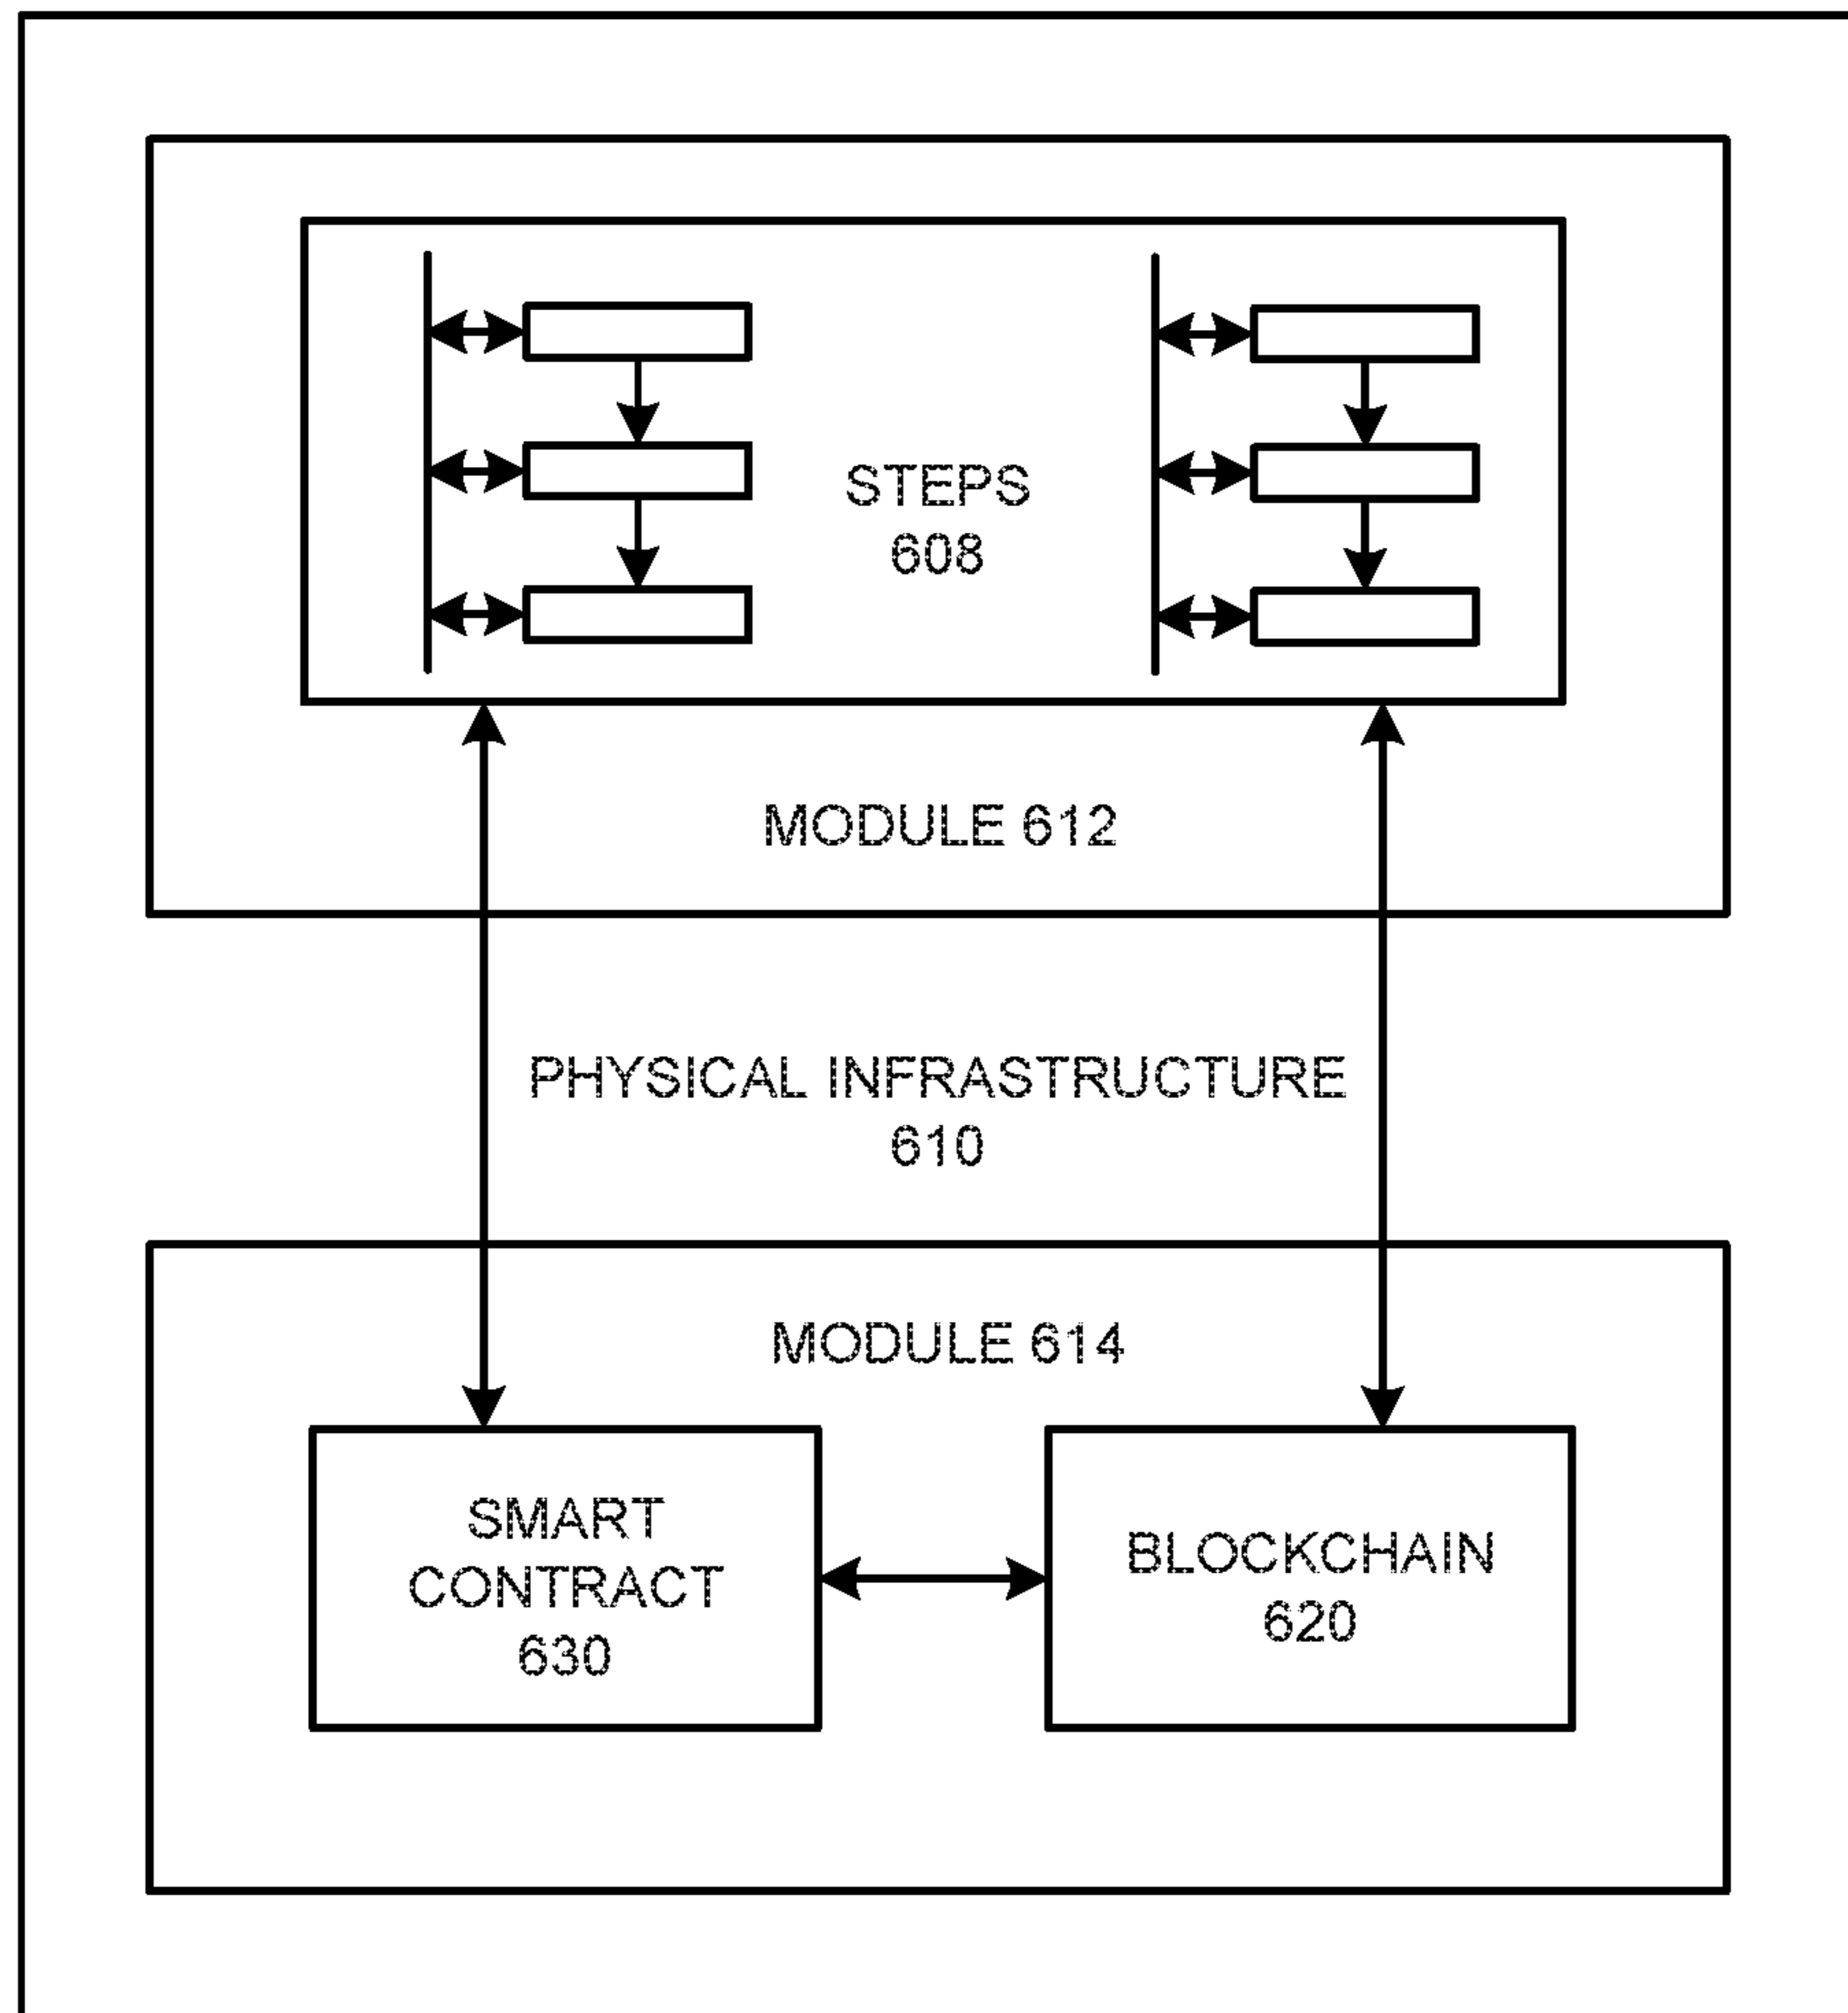 STEPS
608
MODULE 612
PHYSICAL INFRASTRUCTURE
610
MODULE 614
SMART
CONTRACT
630
BLOCKCHAIN
620